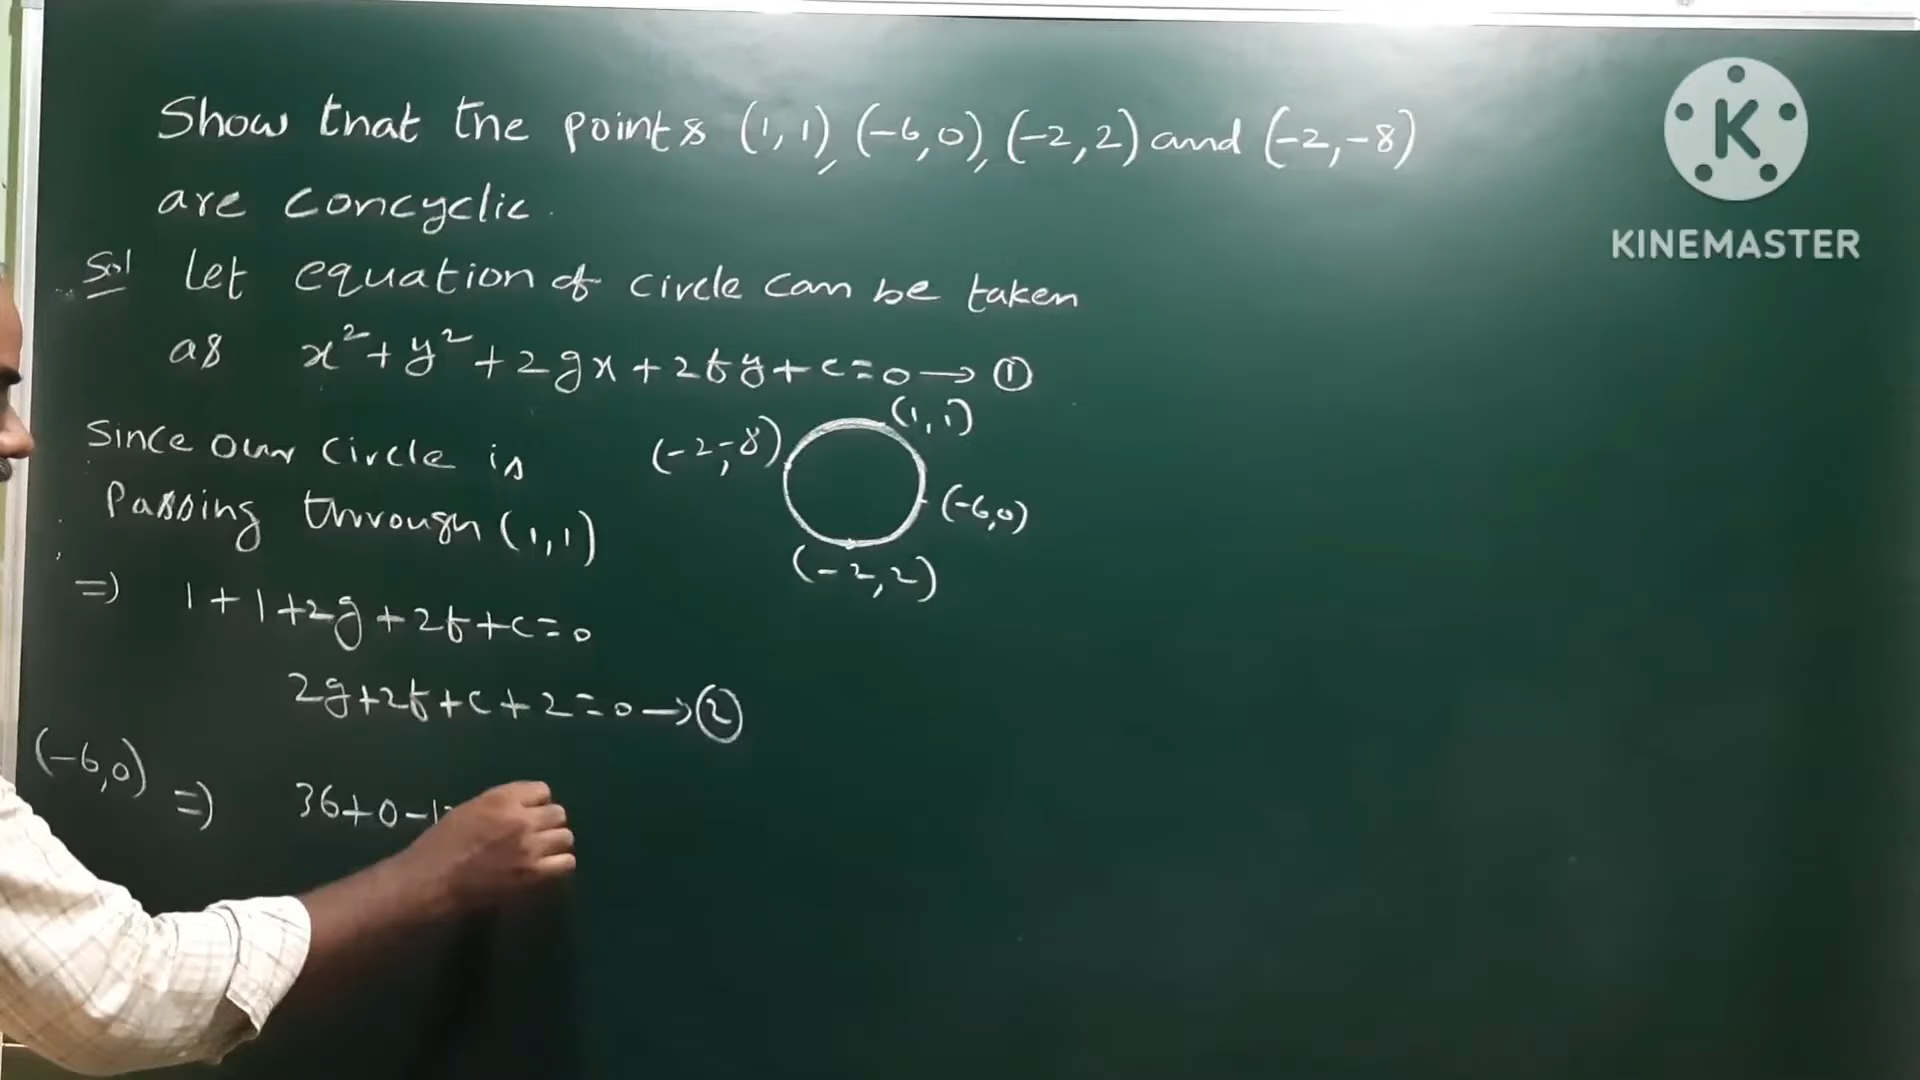 Show that the points (1,1), (-6,0), (-2,2) and (-2,-8)
are concyclic.
Sol Let equation of circle can be taken
as x²+y²+2gx+2fy+c=0→①
Since our circle is
Passing through (1,1)
(1,1)
(-2,-8)
(-6,0)
(-2,2)
⇒ 1+1+2g+2f+c=0
2g+2f+c+2=0→②
(-6,0) ⇒ 36+0-1
K
KINEMASTER